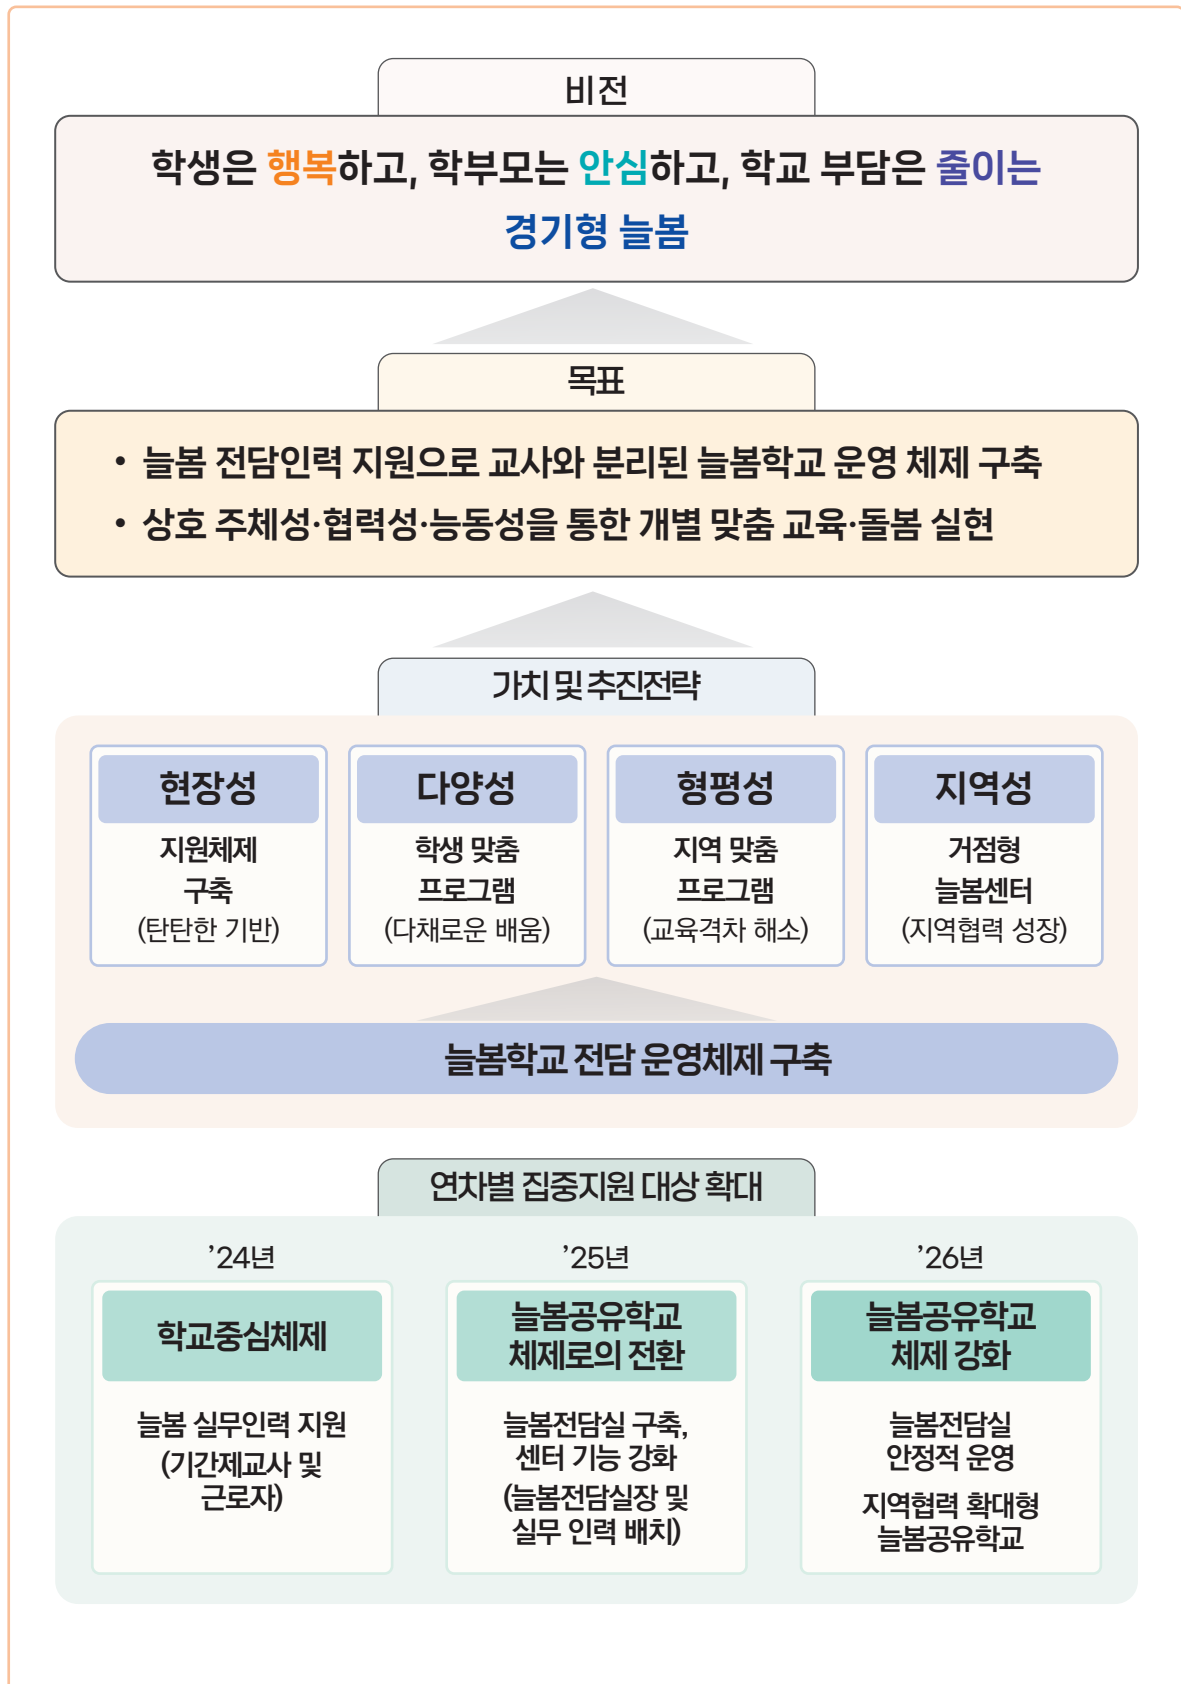 비전
학생은 행복하고, 학부모는 안심하고, 학교 부담은 줄이는
경기형 늘봄
목표
• 늘봄 전담인력 지원으로 교사와 분리된 늘봄학교 운영 체제 구축
• 상호 주체성·협력성·능동성을 통한 개별 맞춤 교육·돌봄 실현
가치 및 추진전략
현장성
지원체제
구축
(탄탄한 기반)
다양성
학생 맞춤
프로그램
(다채로운 배움)
형평성
지역 맞춤
프로그램
(교육격차 해소)
지역성
거점형
늘봄센터
(지역협력 성장)
늘봄학교 전담 운영체제 구축
연차별 집중지원 대상 확대
’24년
학교중심체제
늘봄 실무인력 지원
(기간제교사 및
근로자)
’25년
늘봄공유학교
체제로의 전환
늘봄전담실 구축,
센터 기능 강화
(늘봄전담실장 및
실무 인력 배치)
’26년
늘봄공유학교
체제 강화
늘봄전담실
안정적 운영
지역협력 확대형
늘봄공유학교